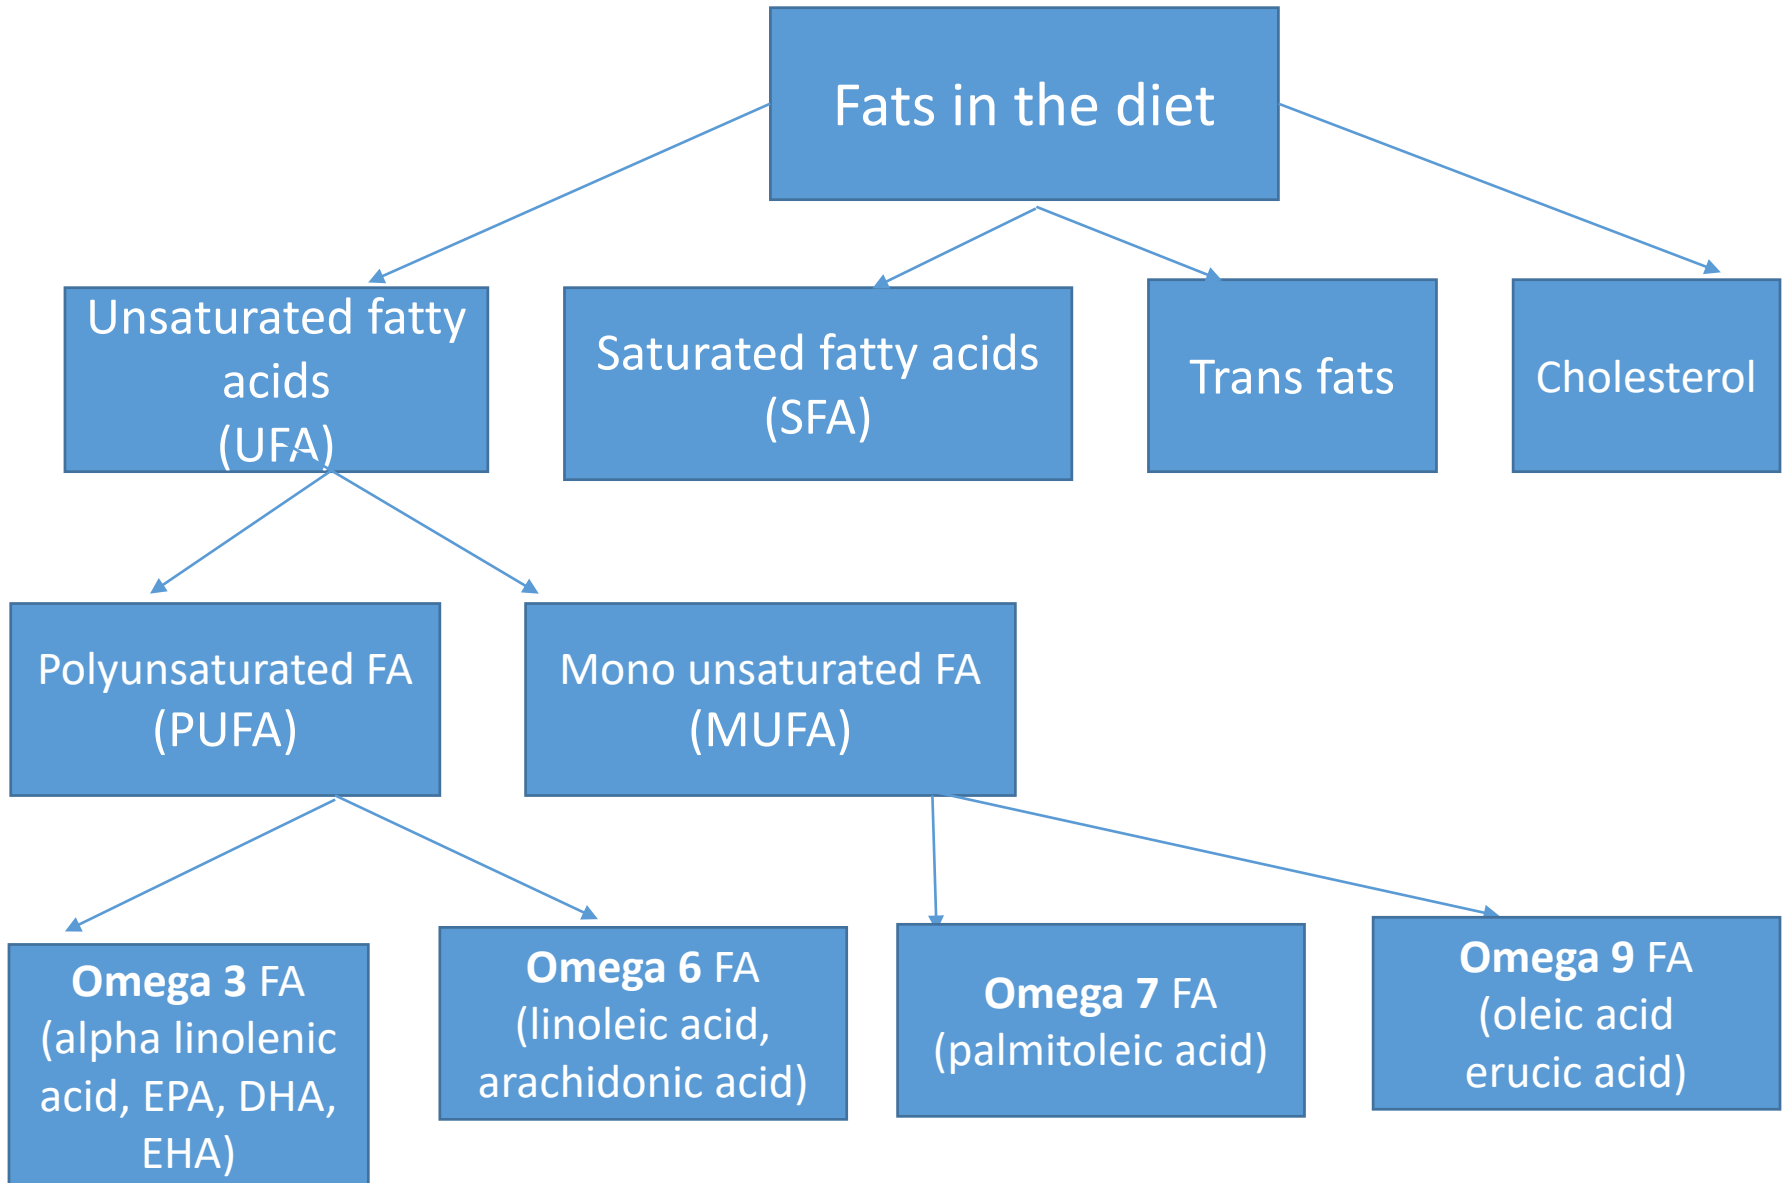 Fats in the diet
Unsaturated fatty
acids
(UFA)
Saturated fatty acids
(SFA)
Trans fats
Cholesterol
Polyunsaturated FA
(PUFA)
Mono unsaturated FA
(MUFA)
Omega 3 FA
(alpha linolenic
acid, EPA, DHA,
EHA)
Omega 6 FA
(linoleic acid,
arachidonic acid)
Omega 7 FA
(palmitoleic acid)
Omega 9 FA
(oleic acid
erucic acid)